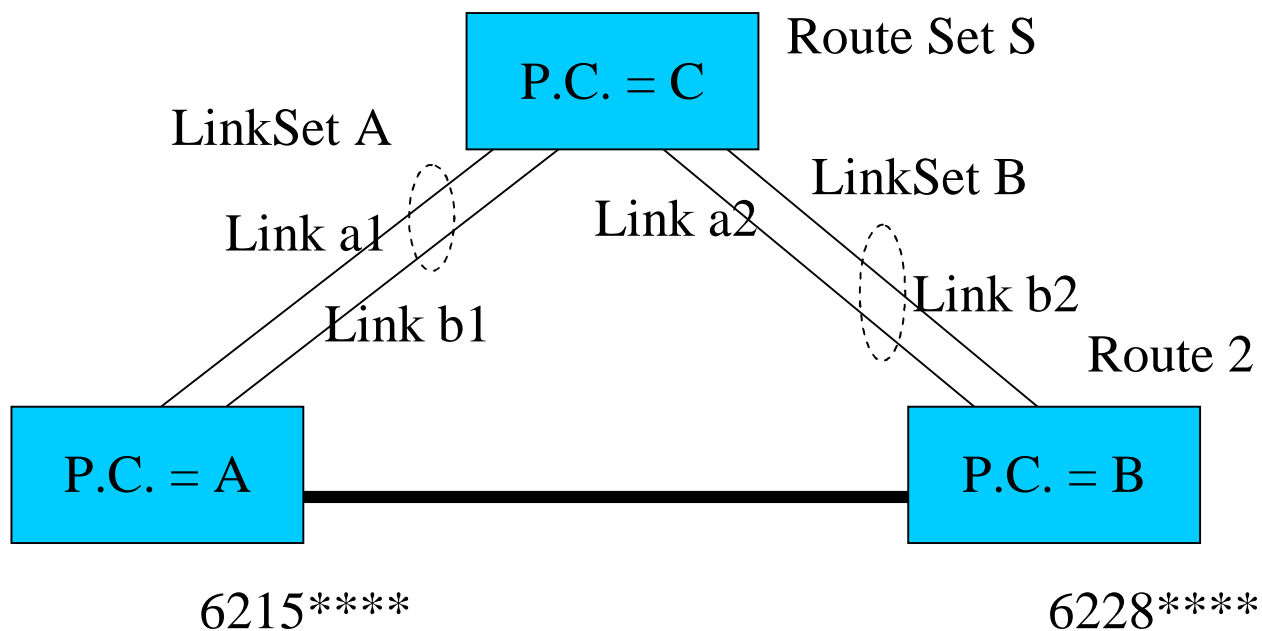 Route Set S
P.C. = C
LinkSet A
LinkSet B
Link a1
Link a2
Link b2
Link b1
Route 2
P.C. = A
P.C. = B
6215****
6228****